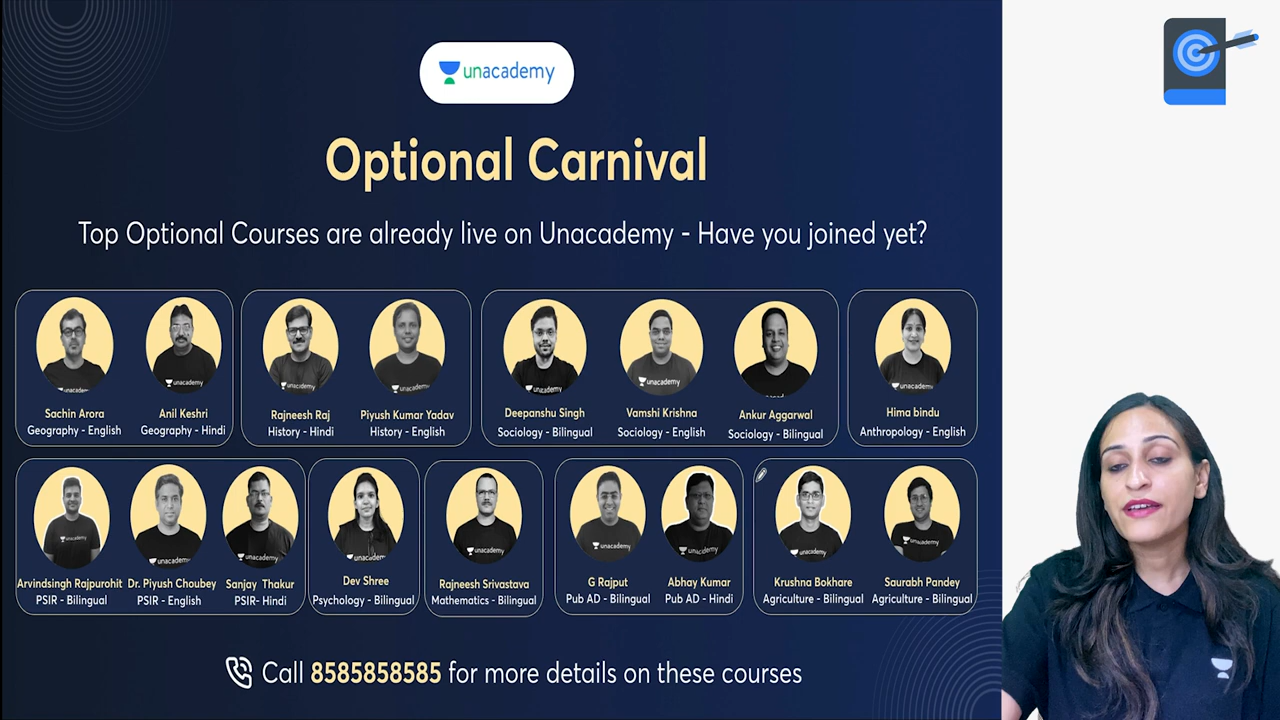 unacademy
Optional Carnival
Top Optional Courses are already live on Unacademy - Have you joined yet?
Sachin Arora
Geography - English
Anil Keshri
Geography - Hindi
Rajneesh Raj
History - Hindi
Piyush Kumar Yadav
History - English
Deepanshu Singh
Sociology - Bilingual
Vamshi Krishna
Sociology - English
Ankur Aggarwal
Sociology - Bilingual
Hima bindu
Anthropology - English
Arvindsingh Rajpurohit
PSIR - Bilingual
Dr. Piyush Choubey
PSIR - English
Sanjay Thakur
PSIR- Hindi
Dev Shree
Psychology - Bilingual
Rajneesh Srivastava
Mathematics - Bilingual
G Rajput
Pub AD - Bilingual
Abhay Kumar
Pub AD - Hindi
Krushna Bokhare
Agriculture - Bilingual
Saurabh Pandey
Agriculture - Bilingual
Call 8585858585 for more details on these courses